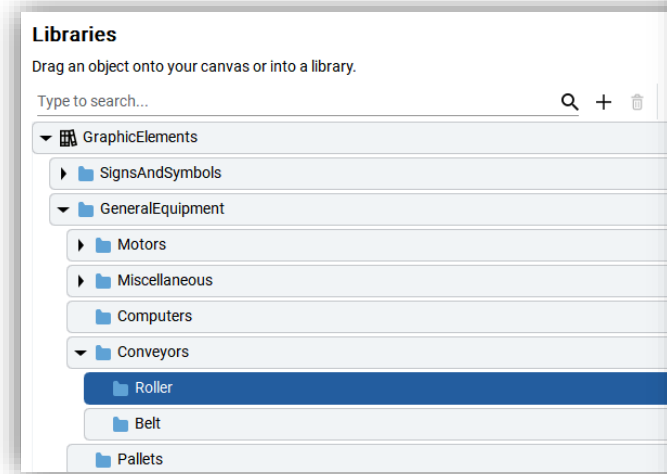 Libraries
Drag an object onto your canvas or into a library.
Type to search...
GraphicElements
SignsAndSymbols
GeneralEquipment
Motors
Miscellaneous
Computers
Conveyors
Roller
Belt
Pallets